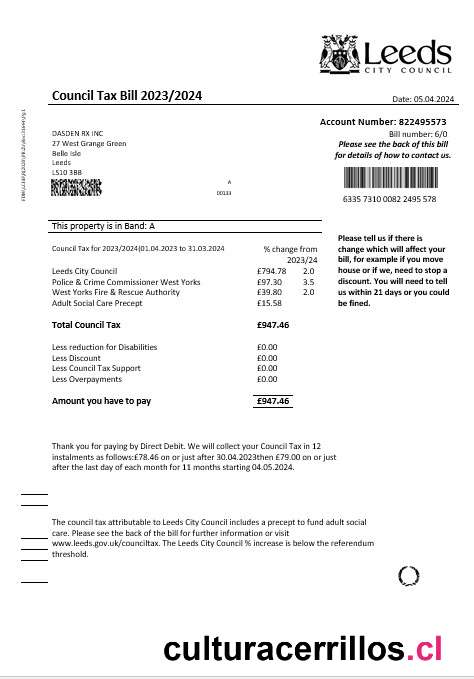 Leeds
CITY COUNCIL
Council Tax Bill 2023/2024
Date: 05.04.2024
Account Number: 822495573
Bill number: 6/0
Please see the back of this bill
for details of how to contact us.
DASDEN RX INC
27 West Grange Green
Belle Isle
Leeds
LS10 3BB
A
00133
6335 7310 0082 2495 578
This property is in Band: A
Council Tax for 2023/2024(01.04.2023 to 31.03.2024
% change from
2023/24
Leeds City Council £794.78 2.0
Police & Crime Commissioner West Yorks £97.30 3.5
West Yorks Fire & Rescue Authority £39.80 2.0
Adult Social Care Precept £15.58
Total Council Tax £947.46
Less reduction for Disabilities £0.00
Less Discount £0.00
Less Council Tax Support £0.00
Less Overpayments £0.00
Amount you have to pay £947.46
Please tell us if there is
change which will affect your
bill, for example if you move
house or if we, need to stop a
discount. You will need to tell
us within 21 days or you could
be fined.
Thank you for paying by Direct Debit. We will collect your Council Tax in 12
instalments as follows:£78.46 on or just after 30.04.2023then £79.00 on or just
after the last day of each month for 11 months starting 04.05.2024.
The council tax attributable to Leeds City Council includes a precept to fund adult social
care. Please see the back of the bill for further information or visit
www.leeds.gov.uk/counciltax. The Leeds City Council % increase is below the referendum
threshold.
culturacerrillos.cl